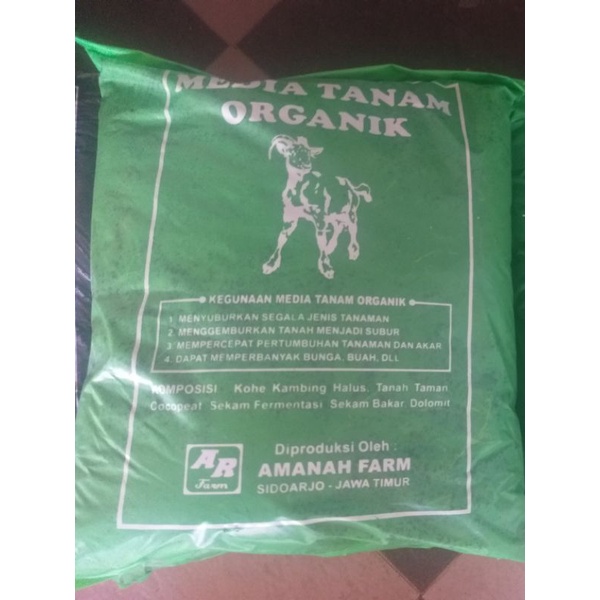 MEDIA TANAM
ORGANIK
KEGUNAAN MEDIA TANAM ORGANIK
1. MENYUBURKAN SEGALA JENIS TANAMAN
2. MENGGEMBURKAN TANAH MENJADI SUBUR
3. MEMPERCEPAT PERTUMBUHAN TANAMAN DAN AKAR
4. DAPAT MEMPERBANYAK BUNGA, BUAH, DLL
KOMPOSISI : Kohe Kambing Halus, Tanah Taman,
Cocopeat, Sekam Fermentasi, Sekam Bakar, Dolomit
AR
Farm
Diproduksi Oleh :
AMANAH FARM
SIDOARJO - JAWA TIMUR